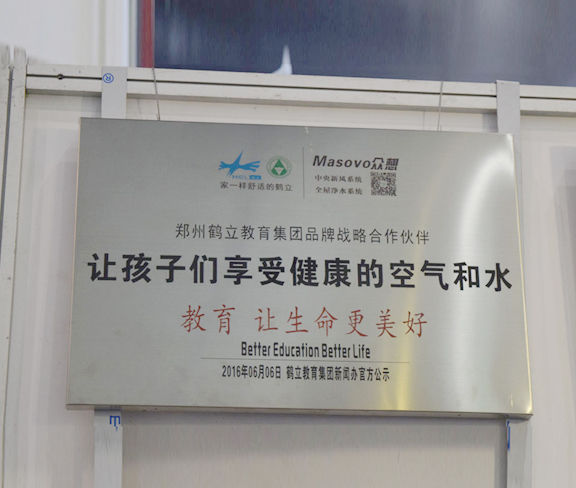 HCL
家一样舒适的鹤立
Masovo众想
中央新风系统
全屋净水系统
郑州鹤立教育集团品牌战略合作伙伴
让孩子们享受健康的空气和水
教育 让生命更美好
Better Education Better Life
2016年06月06日 鹤立教育集团新闻办官方公示